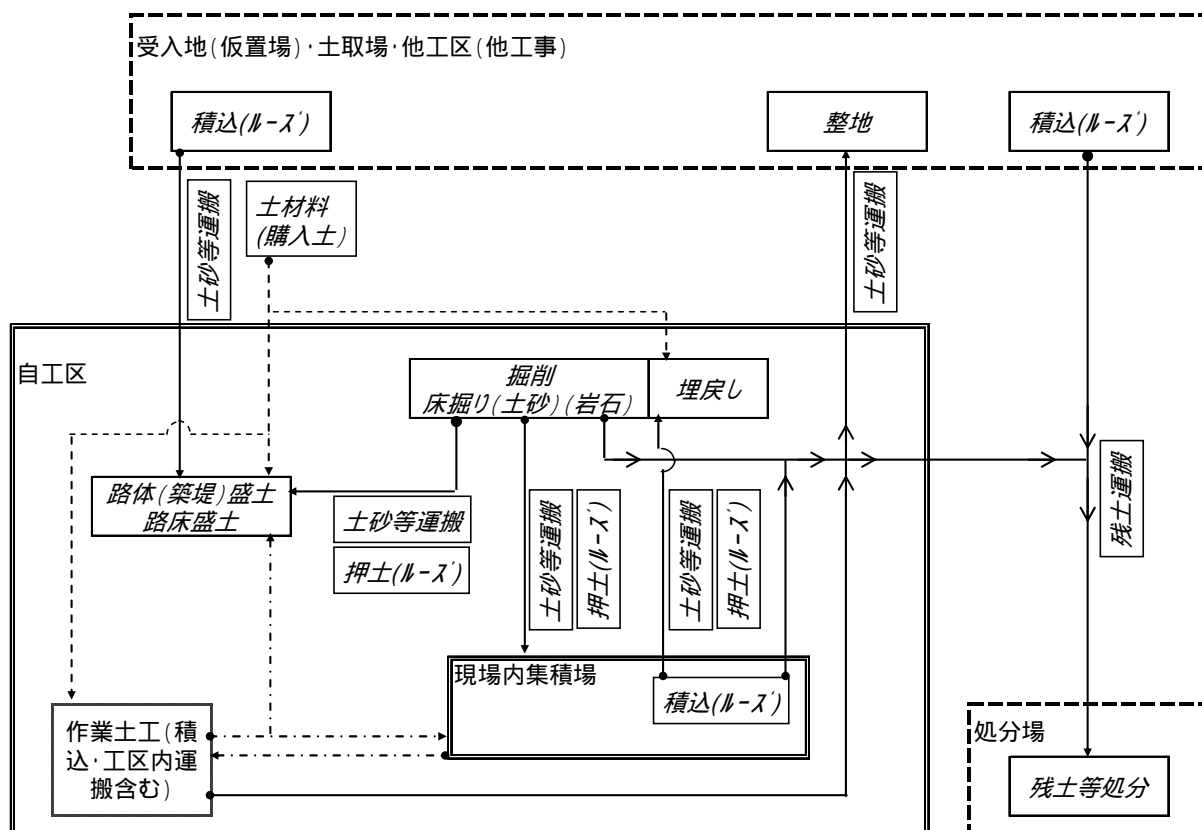 受入地(仮置場)･土取場･他工区(他工事)
積込(ﾙｰｽﾞ)
整地
積込(ﾙｰｽﾞ)
土砂等運搬
土材料
(購入土)
土砂等運搬
自工区
掘削
床掘り(土砂)(岩石)
埋戻し
路体(築堤)盛土
路床盛土
土砂等運搬
押土(ﾙｰｽﾞ)
土砂等運搬
押土(ﾙｰｽﾞ)
土砂等運搬
押土(ﾙｰｽﾞ)
残土運搬
現場内集積場
積込(ﾙｰｽﾞ)
作業土工(積
込･工区内運
搬含む)
処分場
残土等処分